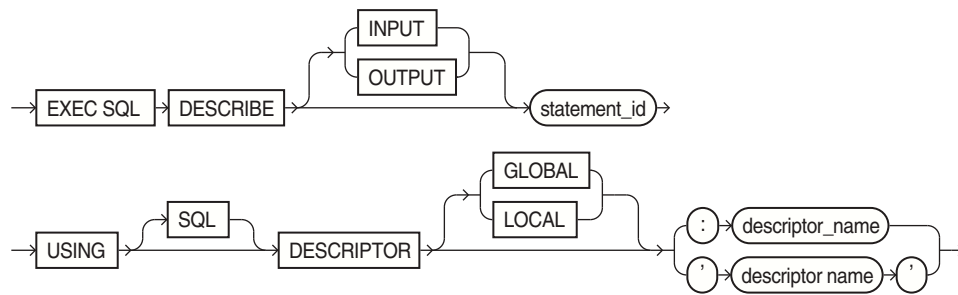 INPUT
OUTPUT
EXEC SQL DESCRIBE statement_id
GLOBAL
SQL LOCAL : descriptor_name
USING DESCRIPTOR ' descriptor name '